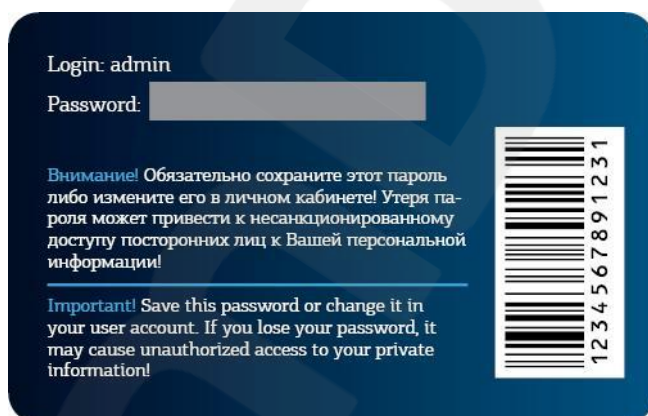 Login: admin
Password:
Внимание! Обязательно сохраните этот пароль
либо измените его в личном кабинете! Утеря па-
роля может привести к несанкционированному
доступу посторонних лиц к Вашей персональной
информации!
Important! Save this password or change it in
your user account. If you lose your password, it
may cause unauthorized access to your private
information!
1234567891231